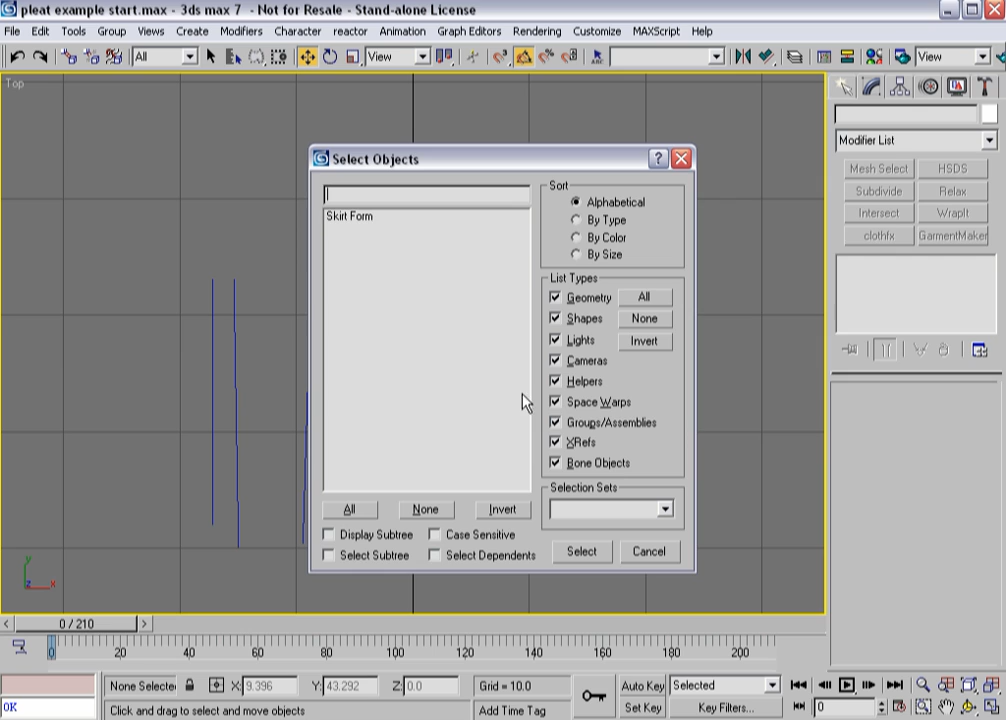 pleat example start.max - 3ds max 7 - Not for Resale - Stand-alone License
File Edit Tools Group Views Create Modifiers Character reactor Animation Graph Editors Rendering Customize MAXScript Help
All View View
Top
Modifier List
Mesh Select HSDS
Subdivide Relax
Intersect WrapIt
clothfx GarmentMaker
Select Objects
Skirt Form
Sort
Alphabetical
By Type
By Color
By Size
List Types
Geometry All
Shapes None
Lights Invert
Cameras
Helpers
Space Warps
Groups/Assemblies
XRefs
Bone Objects
Selection Sets
All None Invert
Display Subtree Case Sensitive
Select Subtree Select Dependents
Select Cancel
y
z x
0 / 210
0 20 40 60 80 100 120 140 160 180 200
None Selecte X: 9.396 Y: 43.292 Z: 0.0 Grid = 10.0 Auto Key Selected
OK Click and drag to select and move objects Add Time Tag Set Key Key Filters... 0